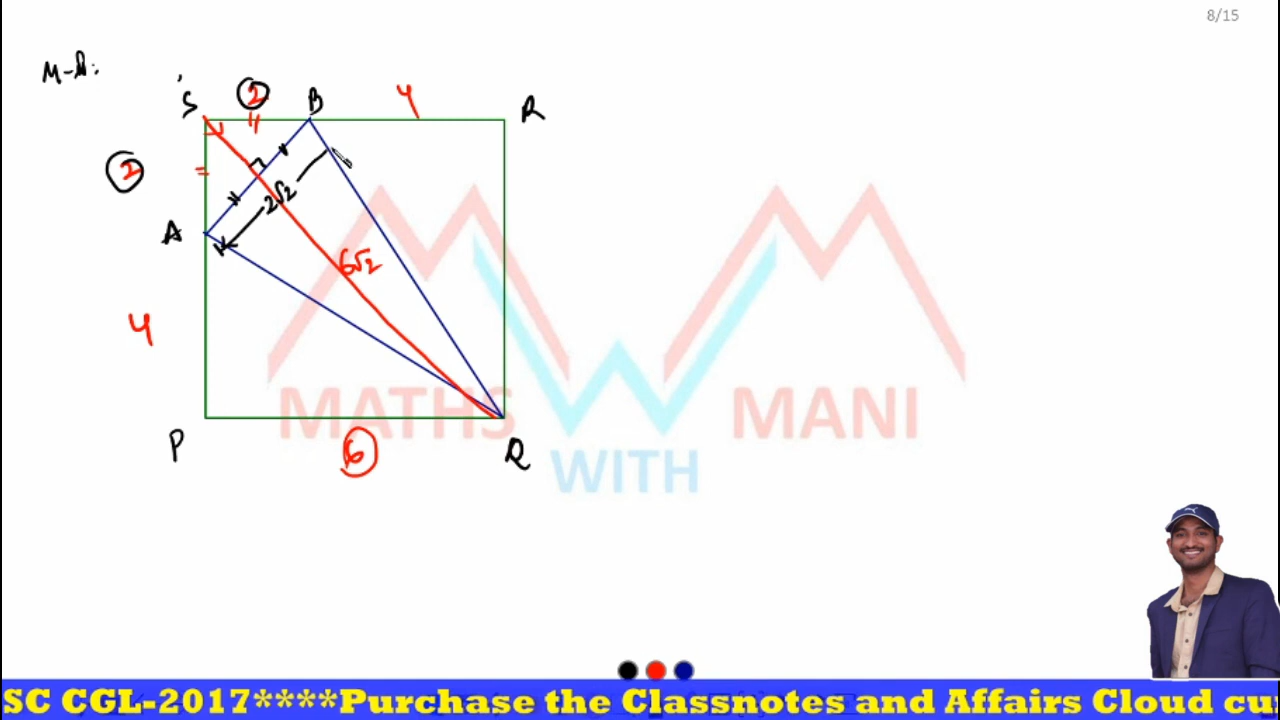 8/15
M-A:
S
2
B
4
R
2
A
2√2
6√2
4
MATHS
WITH
MANI
P
6
Q
SC CGL-2017****Purchase the Classnotes and Affairs Cloud cu